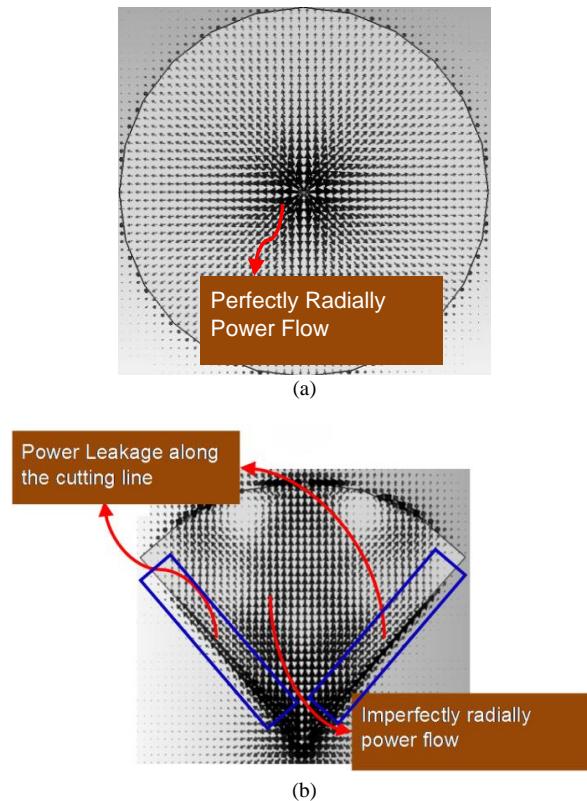 Perfectly Radially
Power Flow
(a)
Power Leakage along
the cutting line
Imperfectly radially
power flow
(b)